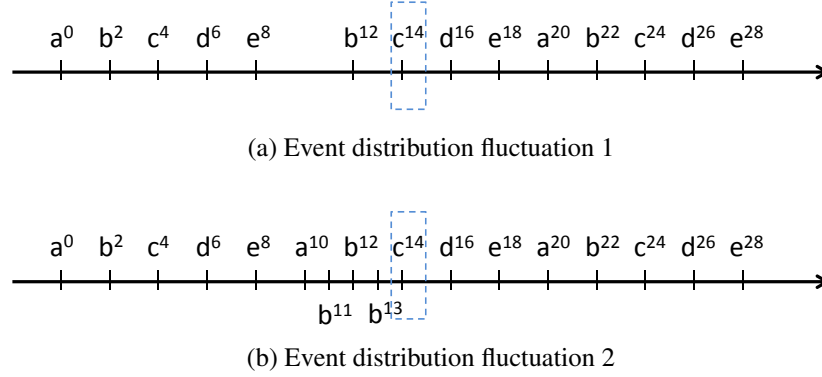 a⁰ b² c⁴ d⁶ e⁸ b¹² c¹⁴ d¹⁶ e¹⁸ a²⁰ b²² c²⁴ d²⁶ e²⁸
(a) Event distribution fluctuation 1
a⁰ b² c⁴ d⁶ e⁸ a¹⁰ b¹² c¹⁴ d¹⁶ e¹⁸ a²⁰ b²² c²⁴ d²⁶ e²⁸
b¹¹ b¹³
(b) Event distribution fluctuation 2